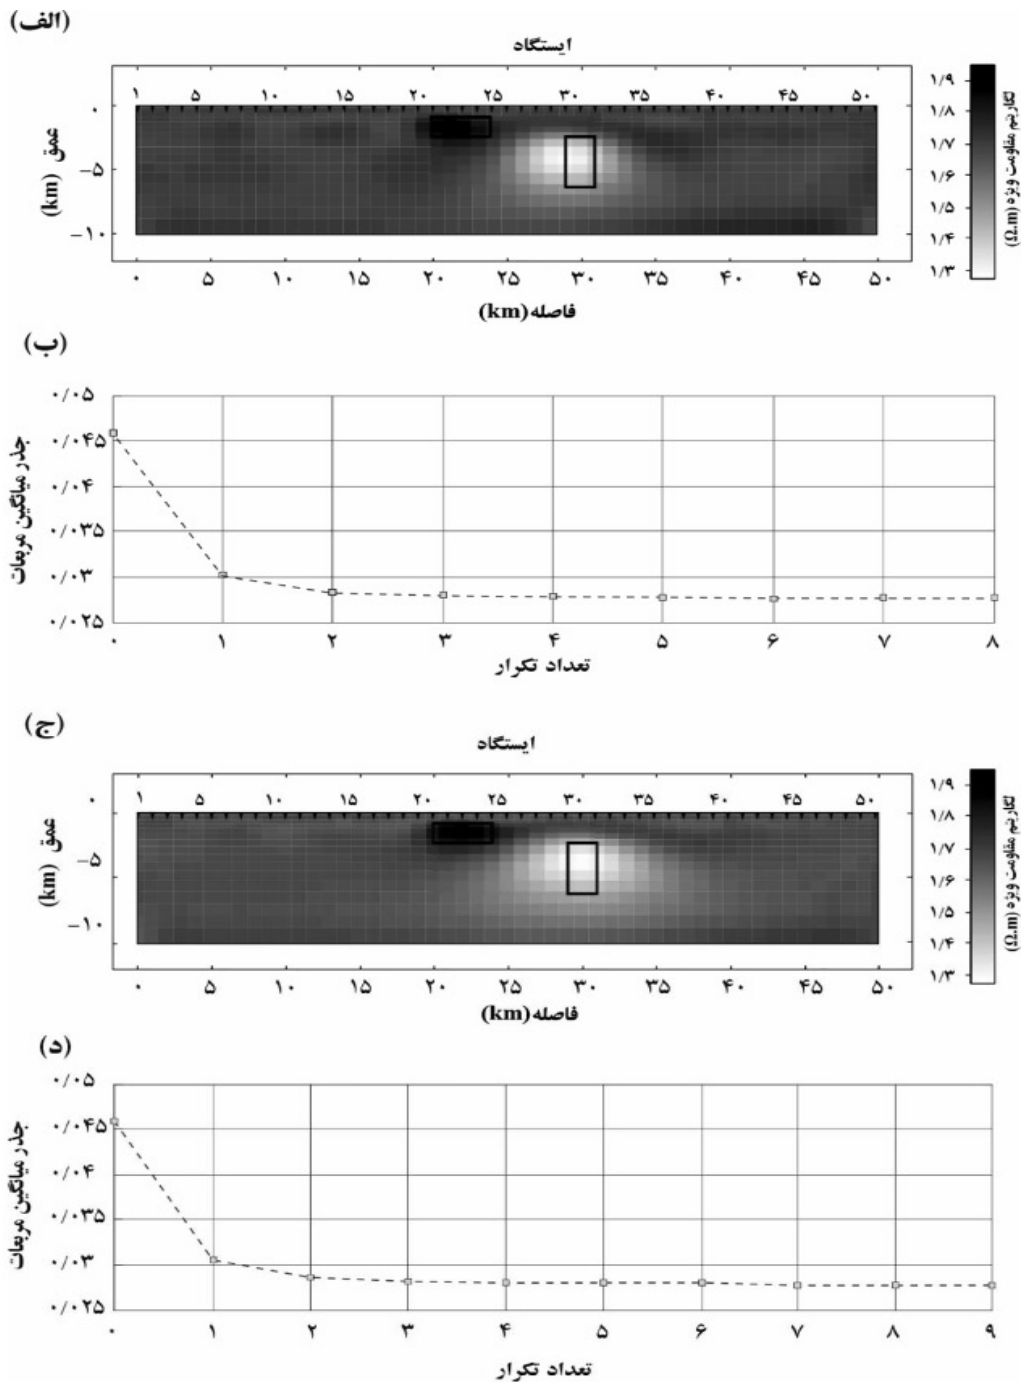 (الف)
ایستگاه
۱ ۵ ۱۰ ۱۵ ۲۰ ۲۵ ۳۰ ۳۵ ۴۰ ۴۵ ۵۰
۰
-۵
-۱۰
عمق (km)
۰ ۵ ۱۰ ۱۵ ۲۰ ۲۵ ۳۰ ۳۵ ۴۰ ۴۵ ۵۰
فاصله (km)
۱/۹
۱/۸
۱/۷
۱/۶
۱/۵
۱/۴
۱/۳
لگاریتم مقاومت ویژه (Ω.m)
(ب)
۰/۰۵
۰/۰۴۵
۰/۰۴
۰/۰۳۵
۰/۰۳
۰/۰۲۵
جذر میانگین مربعات
۰ ۱ ۲ ۳ ۴ ۵ ۶ ۷ ۸
تعداد تکرار
(ج)
ایستگاه
۱ ۵ ۱۰ ۱۵ ۲۰ ۲۵ ۳۰ ۳۵ ۴۰ ۴۵ ۵۰
۰
-۵
-۱۰
عمق (km)
۰ ۵ ۱۰ ۱۵ ۲۰ ۲۵ ۳۰ ۳۵ ۴۰ ۴۵ ۵۰
فاصله (km)
۱/۹
۱/۸
۱/۷
۱/۶
۱/۵
۱/۴
۱/۳
لگاریتم مقاومت ویژه (Ω.m)
(د)
۰/۰۵
۰/۰۴۵
۰/۰۴
۰/۰۳۵
۰/۰۳
۰/۰۲۵
جذر میانگین مربعات
۰ ۱ ۲ ۳ ۴ ۵ ۶ ۷ ۸ ۹
تعداد تکرار